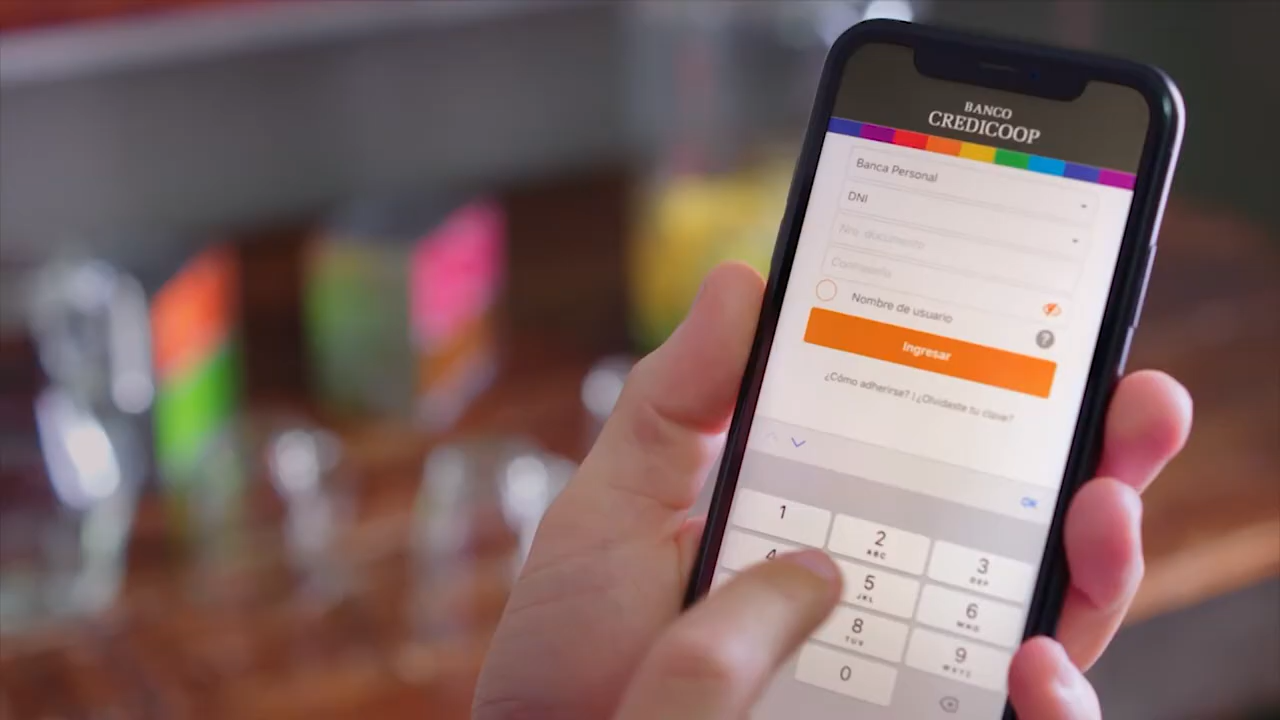 BANCO
CREDICOOP
Banca Personal
DNI
Nro. documento
Contraseña
Nombre de usuario
?
Ingresar
¿Cómo adherirse? | ¿Olvidaste tu clave?
OK
1
2
ABC
3
DEF
4
5
JKL
6
MNO
8
TUV
9
WXYZ
0